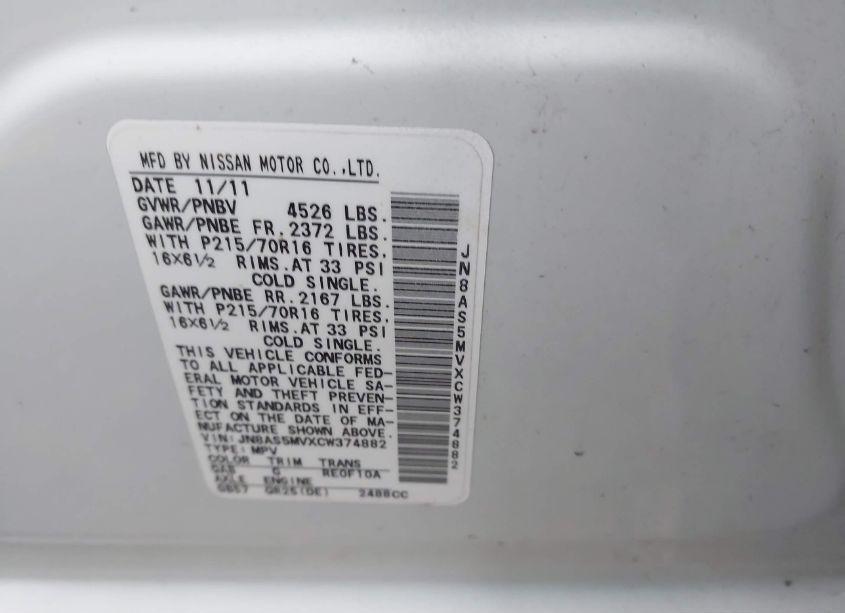 MFD BY NISSAN MOTOR CO.,LTD.
DATE 11/11
GVWR/PNBV 4526 LBS.
GAWR/PNBE FR.2372 LBS.
WITH P215/70R16 TIRES.
16X6½ RIMS.AT 33 PSI
COLD SINGLE.
GAWR/PNBE RR.2167 LBS.
WITH P215/70R16 TIRES.
16X6½ RIMS.AT 33 PSI
COLD SINGLE.
THIS VEHICLE CONFORMS
TO ALL APPLICABLE FED-
ERAL MOTOR VEHICLE SA-
FETY AND THEFT PREVEN-
TION STANDARDS IN EFF-
ECT ON THE DATE OF MA-
NUFACTURE SHOWN ABOVE.
VIN:JN8AS5MVXCW374882
TYPE:MPV
COLOR TRIM TRANS
G RE0F10A
AXLE ENGINE
QR25(DE) 2488CC
JN8AS5MVXCW374882